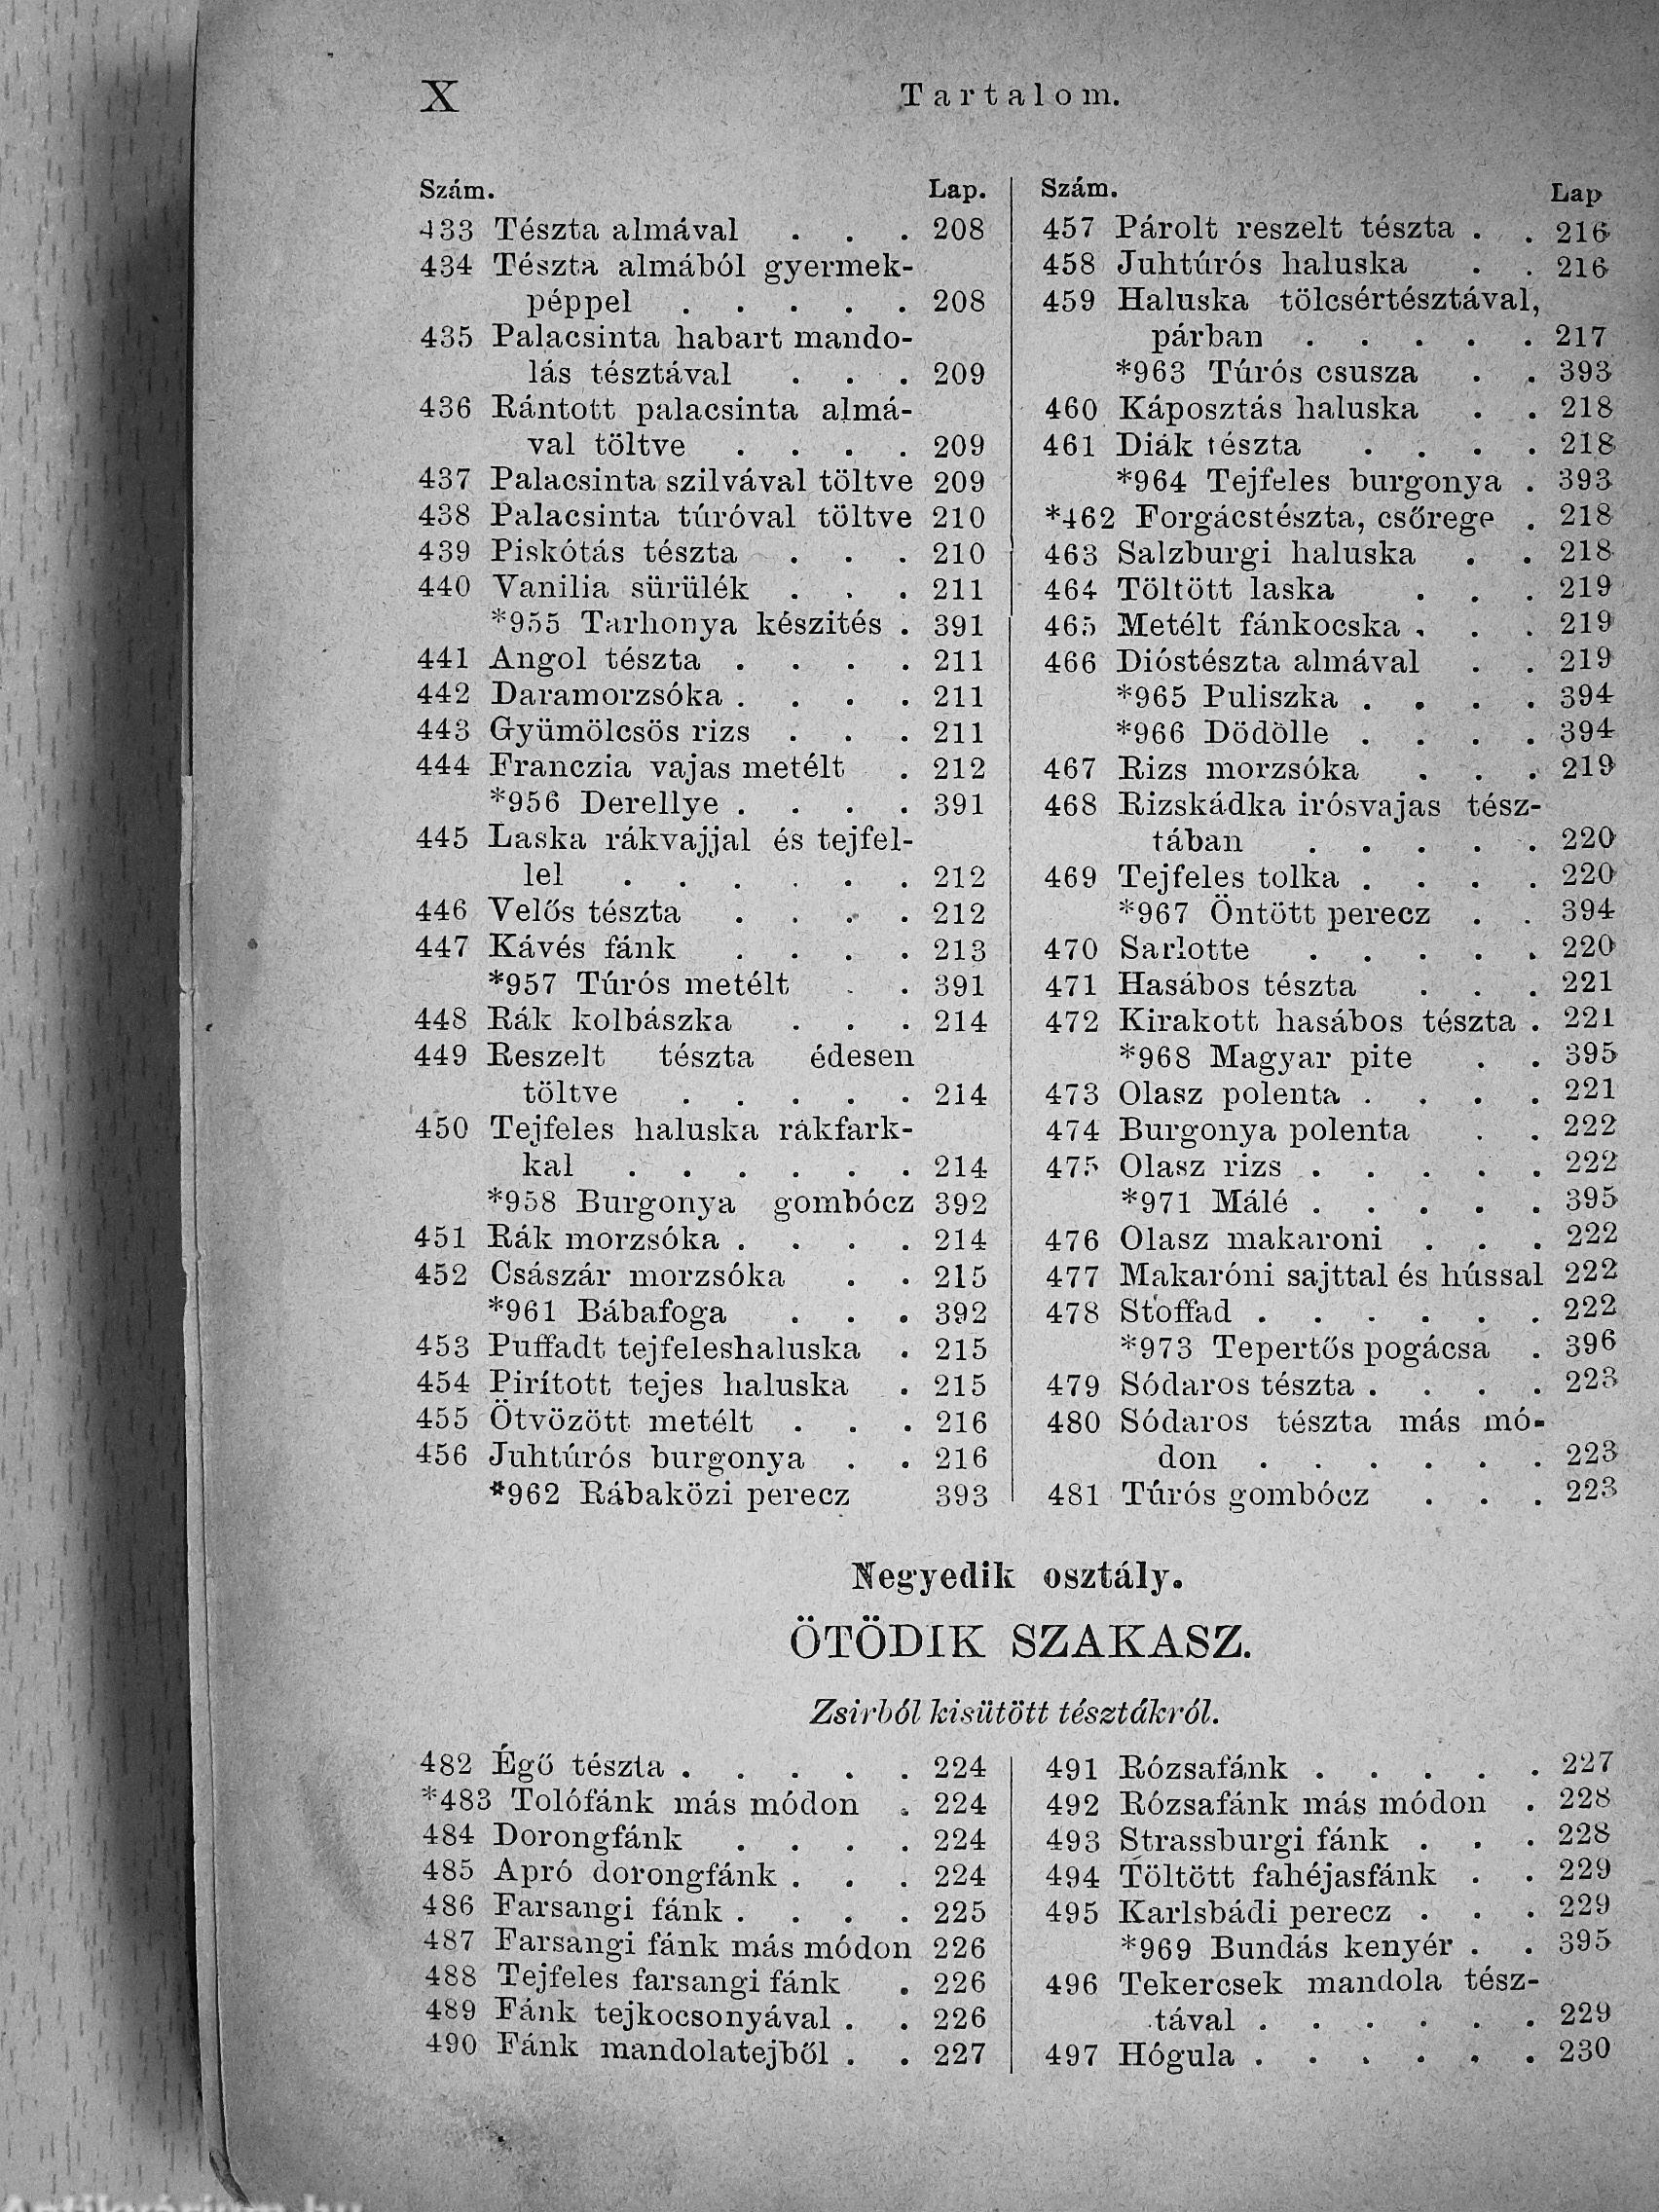 X
Tartalom.
Szám. Lap.
433 Tészta almával . . . 208
434 Tészta almából gyermek-
péppel . . . . . 208
435 Palacsinta habart mando-
lás tésztával . . . 209
436 Rántott palacsinta almá-
val töltve . . . . 209
437 Palacsinta szilvával töltve 209
438 Palacsinta túróval töltve 210
439 Piskótás tészta . . . 210
440 Vanilia sürülék . . . 211
*955 Tarhonya készités . 391
441 Angol tészta . . . . 211
442 Daramorzsóka . . . . 211
443 Gyümölcsös rizs . . . 211
444 Franczia vajas metélt . 212
*956 Derellye . . . . 391
445 Laska rákvajjal és tejfel-
lel . . . . . . 212
446 Velős tészta . . . . 212
447 Kávés fánk . . . . 213
*957 Túrós metélt . . 391
448 Rák kolbászka . . . 214
449 Reszelt tészta édesen
töltve . . . . . 214
450 Tejfeles haluska rákfark-
kal . . . . . . 214
*958 Burgonya gombócz 392
451 Rák morzsóka . . . . 214
452 Császár morzsóka . . 215
*961 Bábafoga . . . 392
453 Puffadt tejfeleshaluska . 215
454 Pirított tejes haluska . 215
455 Ötvözött metélt . . . 216
456 Juhtúrós burgonya . . 216
*962 Rábaközi perecz 393
Szám. Lap
457 Párolt reszelt tészta . . 216
458 Juhtúrós haluska . . 216
459 Haluska tölcsértésztával,
párban . . . . . 217
*963 Túrós csusza . . 393
460 Káposztás haluska . . 218
461 Diák tészta . . . . 218
*964 Tejfeles burgonya . 393
*462 Forgácstészta, csőrege . 218
463 Salzburgi haluska . . 218
464 Töltött laska . . . 219
465 Metélt fánkocska . . . 219
466 Dióstészta almával . . 219
*965 Puliszka . . . . 394
*966 Dödölle . . . . 394
467 Rizs morzsóka . . . 219
468 Rizskádka irósvajas tész-
tában . . . . . 220
469 Tejfeles tolka . . . . 220
*967 Öntött perecz . . 394
470 Sarlotte . . . . . 220
471 Hasábos tészta . . . 221
472 Kirakott hasábos tészta . 221
*968 Magyar pite . . 395
473 Olasz polenta . . . . 221
474 Burgonya polenta . . 222
475 Olasz rizs . . . . . 222
*971 Málé . . . . . 395
476 Olasz makaroni . . . 222
477 Makaróni sajttal és hússal 222
478 Stoffad . . . . . . 222
*973 Tepertős pogácsa . 396
479 Sódaros tészta . . . . 223
480 Sódaros tészta más mó-
don . . . . . . 223
481 Túrós gombócz . . . 223
Negyedik osztály.
ÖTÖDIK SZAKASZ.
Zsirból kisütött tésztákról.
482 Égő tészta . . . . . 224
*483 Tolófánk más módon . 224
484 Dorongfánk . . . . 224
485 Apró dorongfánk . . . 224
486 Farsangi fánk . . . . 225
487 Farsangi fánk más módon 226
488 Tejfeles farsangi fánk . 226
489 Fánk tejkocsonyával . . 226
490 Fánk mandolatejből . . 227
491 Rózsafánk . . . . . 227
492 Rózsafánk más módon . 228
493 Strassburgi fánk . . . 228
494 Töltött fahéjasfánk . . 229
495 Karlsbádi perecz . . . 229
*969 Bundás kenyér . . 395
496 Tekercsek mandola tész-
tával . . . . . . 229
497 Hógula . . . . . . 230